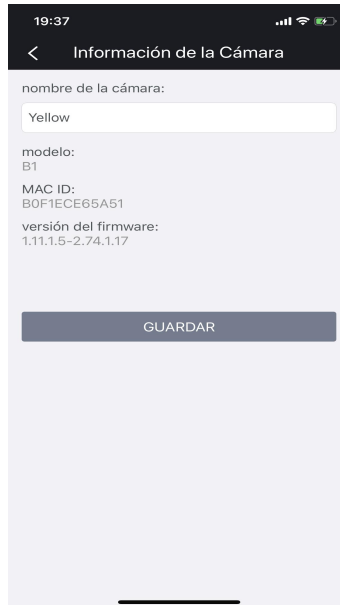 19:37
Información de la Cámara
nombre de la cámara:
Yellow
modelo:
B1
MAC ID:
B0F1ECE65A51
versión del firmware:
1.11.1.5-2.74.1.17
GUARDAR